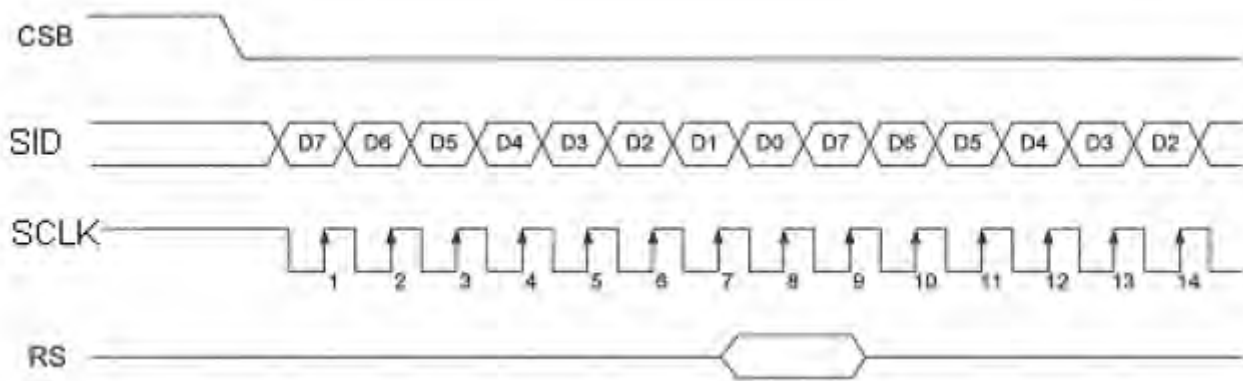 CSB
SID D7 D6 D5 D4 D3 D2 D1 D0 D7 D6 D5 D4 D3 D2
SCLK
1 2 3 4 5 6 7 8 9 10 11 12 13 14
RS